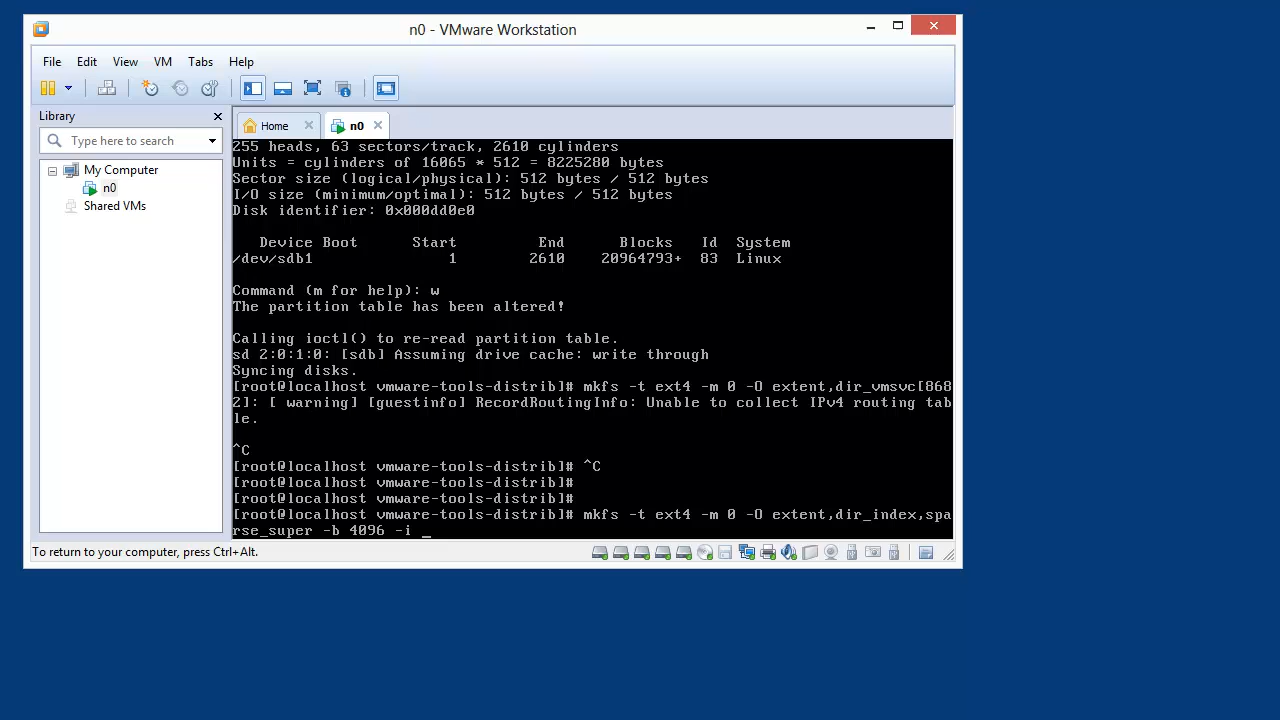 n0 - VMware Workstation
File Edit View VM Tabs Help
Library
Type here to search
My Computer
n0
Shared VMs
Home n0
255 heads, 63 sectors/track, 2610 cylinders
Units = cylinders of 16065 * 512 = 8225280 bytes
Sector size (logical/physical): 512 bytes / 512 bytes
I/O size (minimum/optimal): 512 bytes / 512 bytes
Disk identifier: 0x000dd0e0
Device Boot Start End Blocks Id System
/dev/sdb1 1 2610 20964793+ 83 Linux
Command (m for help): w
The partition table has been altered!
Calling ioctl() to re-read partition table.
sd 2:0:1:0: [sdb] Assuming drive cache: write through
Syncing disks.
[root@localhost vmware-tools-distrib]# mkfs -t ext4 -m 0 -O extent,dir_vmsvc[868
2]: [ warning] [guestinfo] RecordRoutingInfo: Unable to collect IPv4 routing tab
le.
^C
[root@localhost vmware-tools-distrib]# ^C
[root@localhost vmware-tools-distrib]#
[root@localhost vmware-tools-distrib]#
[root@localhost vmware-tools-distrib]# mkfs -t ext4 -m 0 -O extent,dir_index,spa
rse_super -b 4096 -i _
To return to your computer, press Ctrl+Alt.